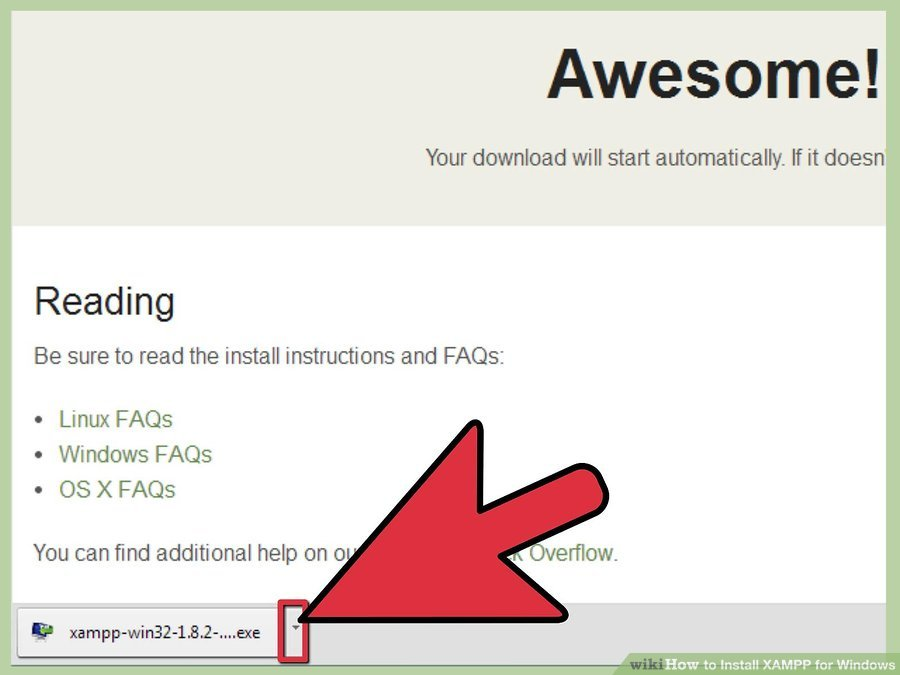 Awesome!
Your download will start automatically. If it doesn'
Reading
Be sure to read the install instructions and FAQs:
• Linux FAQs
• Windows FAQs
• OS X FAQs
You can find additional help on ou Overflow.
xampp-win32-1.8.2-....exe
wikiHow to Install XAMPP for Windows